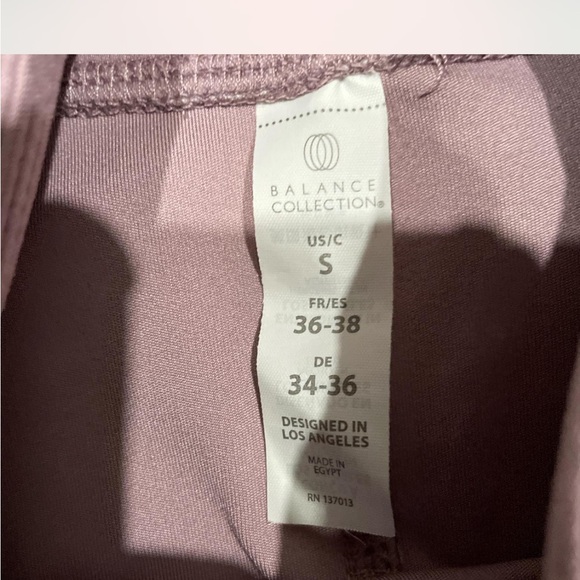 BALANCE
COLLECTION®
US/C
S
FR/ES
36-38
DE
34-36
DESIGNED IN
LOS ANGELES
MADE IN
EGYPT
RN 137013